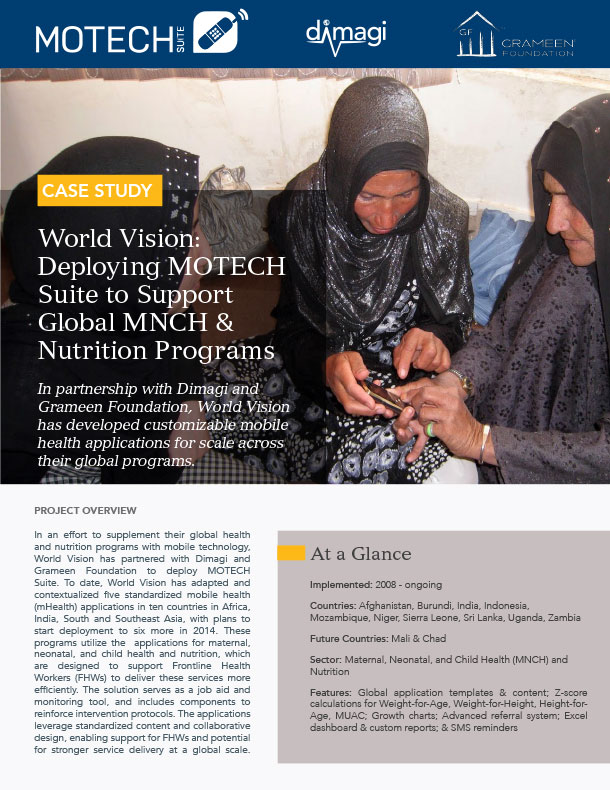 MOTECH SUITE
dimagi
GF
GRAMEEN
FOUNDATION
CASE STUDY
World Vision:
Deploying MOTECH
Suite to Support
Global MNCH &
Nutrition Programs
In partnership with Dimagi and
Grameen Foundation, World Vision
has developed customizable mobile
health applications for scale across
their global programs.
PROJECT OVERVIEW
In an effort to supplement their global health
and nutrition programs with mobile technology,
World Vision has partnered with Dimagi and
Grameen Foundation to deploy MOTECH
Suite. To date, World Vision has adapted and
contextualized five standardized mobile health
(mHealth) applications in ten countries in Africa,
India, South and Southeast Asia, with plans to
start deployment to six more in 2014. These
programs utilize the applications for maternal,
neonatal, and child health and nutrition, which
are designed to support Frontline Health
Workers (FHWs) to deliver these services more
efficiently. The solution serves as a job aid and
monitoring tool, and includes components to
reinforce intervention protocols. The applications
leverage standardized content and collaborative
design, enabling support for FHWs and potential
for stronger service delivery at a global scale.
At a Glance
Implemented: 2008 - ongoing
Countries: Afghanistan, Burundi, India, Indonesia,
Mozambique, Niger, Sierra Leone, Sri Lanka, Uganda, Zambia
Future Countries: Mali & Chad
Sector: Maternal, Neonatal, and Child Health (MNCH) and
Nutrition
Features: Global application templates & content; Z-score
calculations for Weight-for-Age, Weight-for-Height, Height-for-
Age, MUAC; Growth charts; Advanced referral system; Excel
dashboard & custom reports; & SMS reminders